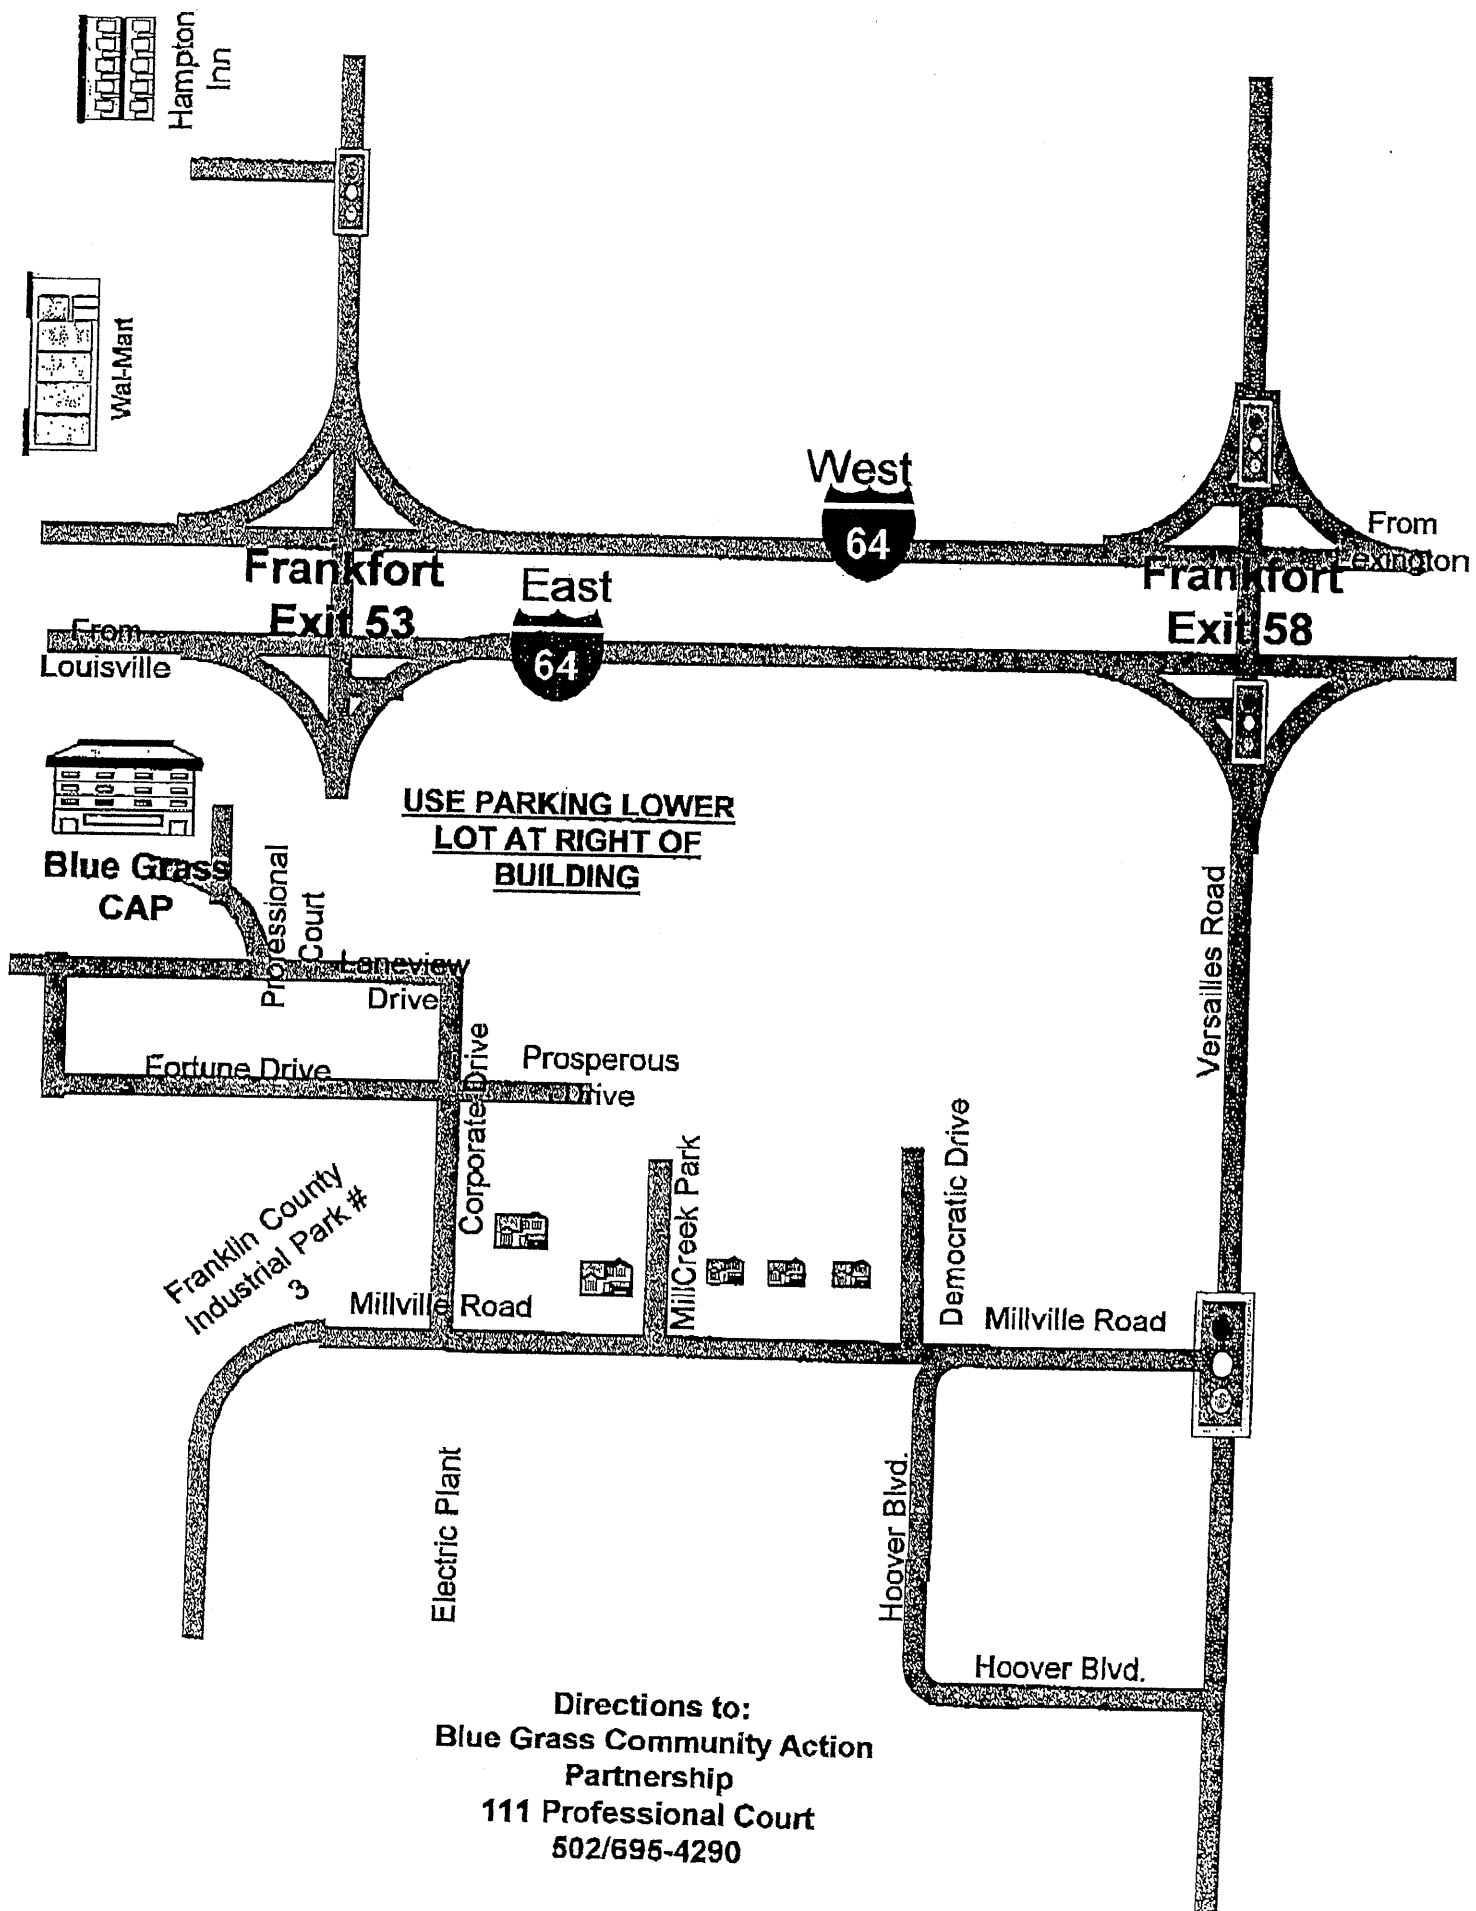 Hampton
Inn
Wal-Mart
West
64
From
Lexington
Frankfort
Exit 53
East
64
Frankfort
Exit 58
From
Louisville
Blue Grass
CAP
USE PARKING LOWER
LOT AT RIGHT OF
BUILDING
Professional
Court
Laneview
Drive
Versailles Road
Fortune Drive
Corporate Drive
Prosperous
Drive
Franklin County
Industrial Park #
3
MillCreek Park
Democratic Drive
Millville Road
Millville Road
Electric Plant
Hoover Blvd.
Hoover Blvd.
Directions to:
Blue Grass Community Action
Partnership
111 Professional Court
502/695-4290